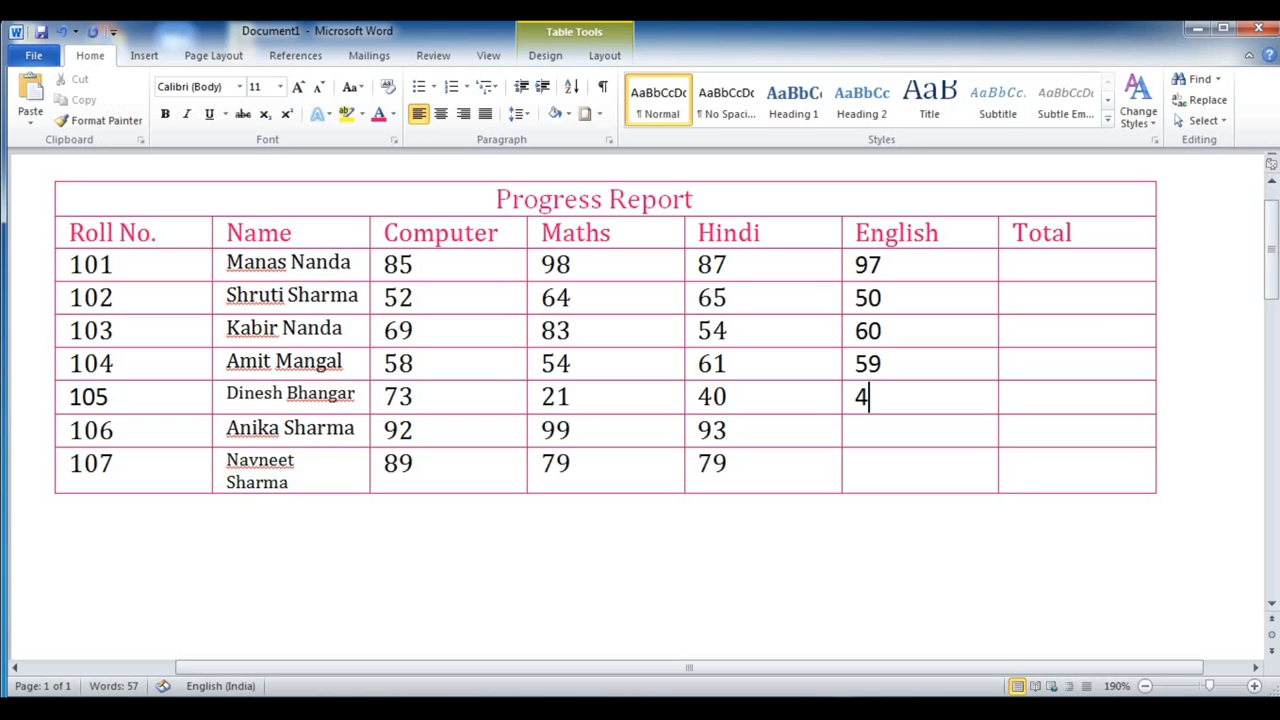 Document1 - Microsoft Word
Table Tools
File Home Insert Page Layout References Mailings Review View Design Layout
Cut
Copy
Format Painter
Paste
Clipboard
Calibri (Body) 11
Font
Paragraph
AaBbCcDc AaBbCcDc AaBbC AaBbCc AaB AaBbCc. AaBbCcDc
¶ Normal ¶ No Spaci... Heading 1 Heading 2 Title Subtitle Subtle Em...
Styles
Change Styles
Find
Replace
Select
Editing
Progress Report
Roll No. Name Computer Maths Hindi English Total
101 Manas Nanda 85 98 87 97
102 Shruti Sharma 52 64 65 50
103 Kabir Nanda 69 83 54 60
104 Amit Mangal 58 54 61 59
105 Dinesh Bhangar 73 21 40 4
106 Anika Sharma 92 99 93
107 Navneet Sharma 89 79 79
Page: 1 of 1 Words: 57 English (India) 190%